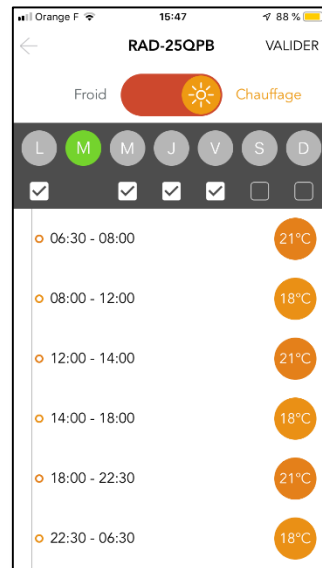 Orange F 15:47 88 %
RAD-25QPB VALIDER
Froid Chauffage
L M M J V S D
06:30 - 08:00 21°C
08:00 - 12:00 18°C
12:00 - 14:00 21°C
14:00 - 18:00 18°C
18:00 - 22:30 21°C
22:30 - 06:30 18°C